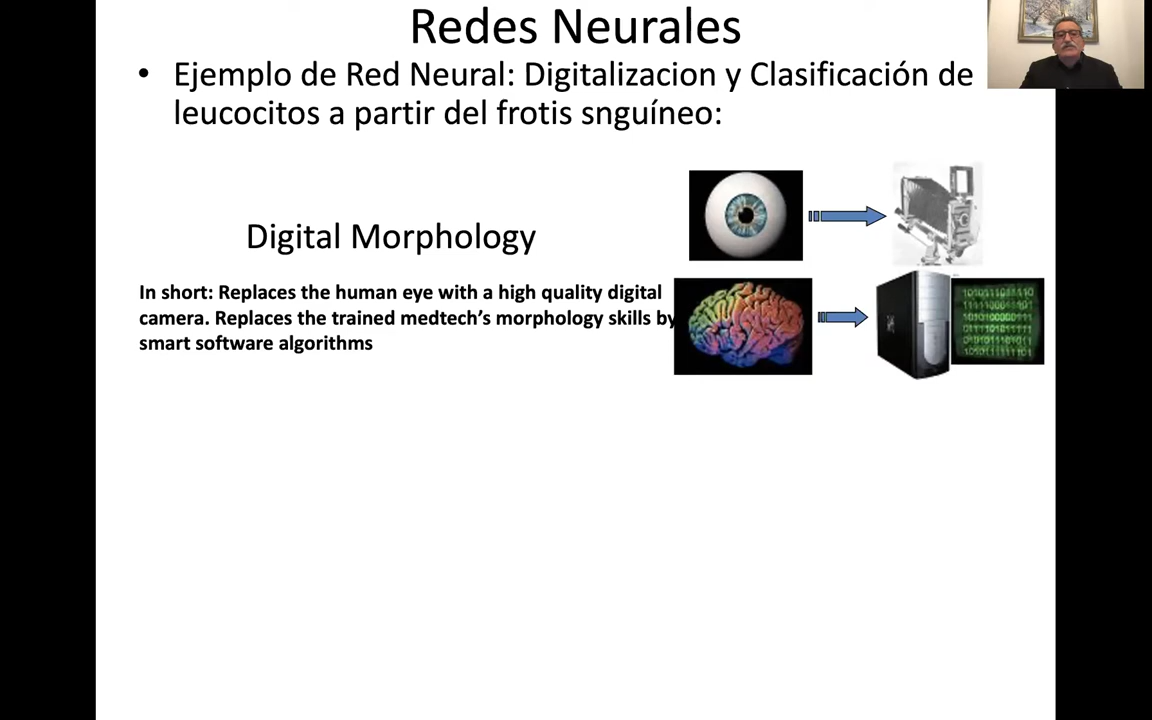 Redes Neurales
• Ejemplo de Red Neural: Digitalizacion y Clasificación de
leucocitos a partir del frotis snguíneo:
Digital Morphology
In short: Replaces the human eye with a high quality digital
camera. Replaces the trained medtech's morphology skills by
smart software algorithms